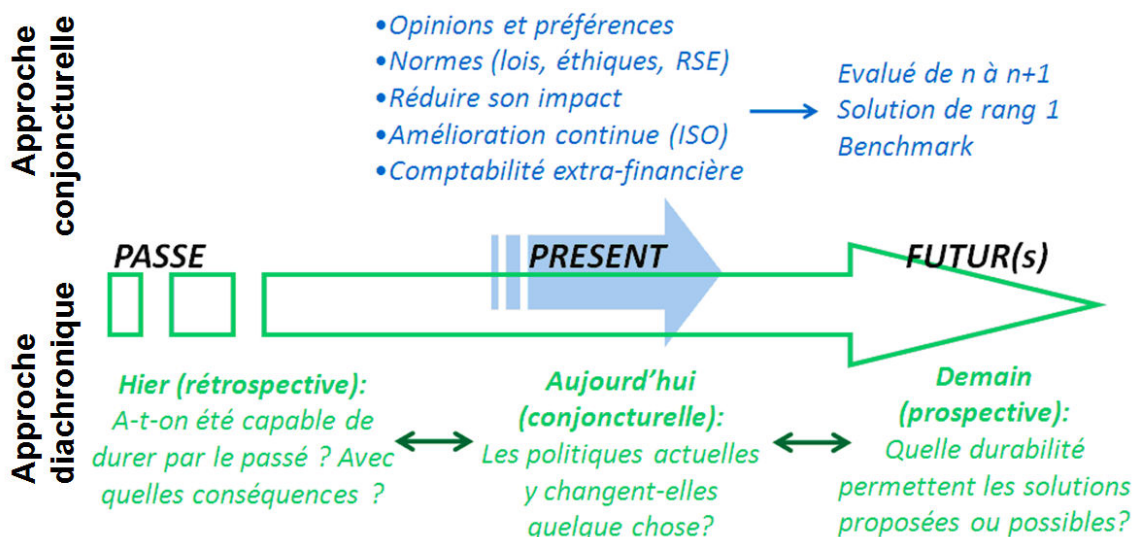 Approche
conjoncturelle
•Opinions et préférences
•Normes (lois, éthiques, RSE)
•Réduire son impact
•Amélioration continue (ISO)
•Comptabilité extra-financière
Evalué de n à n+1
Solution de rang 1
Benchmark
PASSE
PRESENT
FUTUR(s)
Approche
diachronique
Hier (rétrospective):
A-t-on été capable de
durer par le passé ? Avec
quelles conséquences ?
Aujourd’hui
(conjoncturelle):
Les politiques actuelles
y changent-elles
quelque chose?
Demain
(prospective):
Quelle durabilité
permettent les solutions
proposées ou possibles?